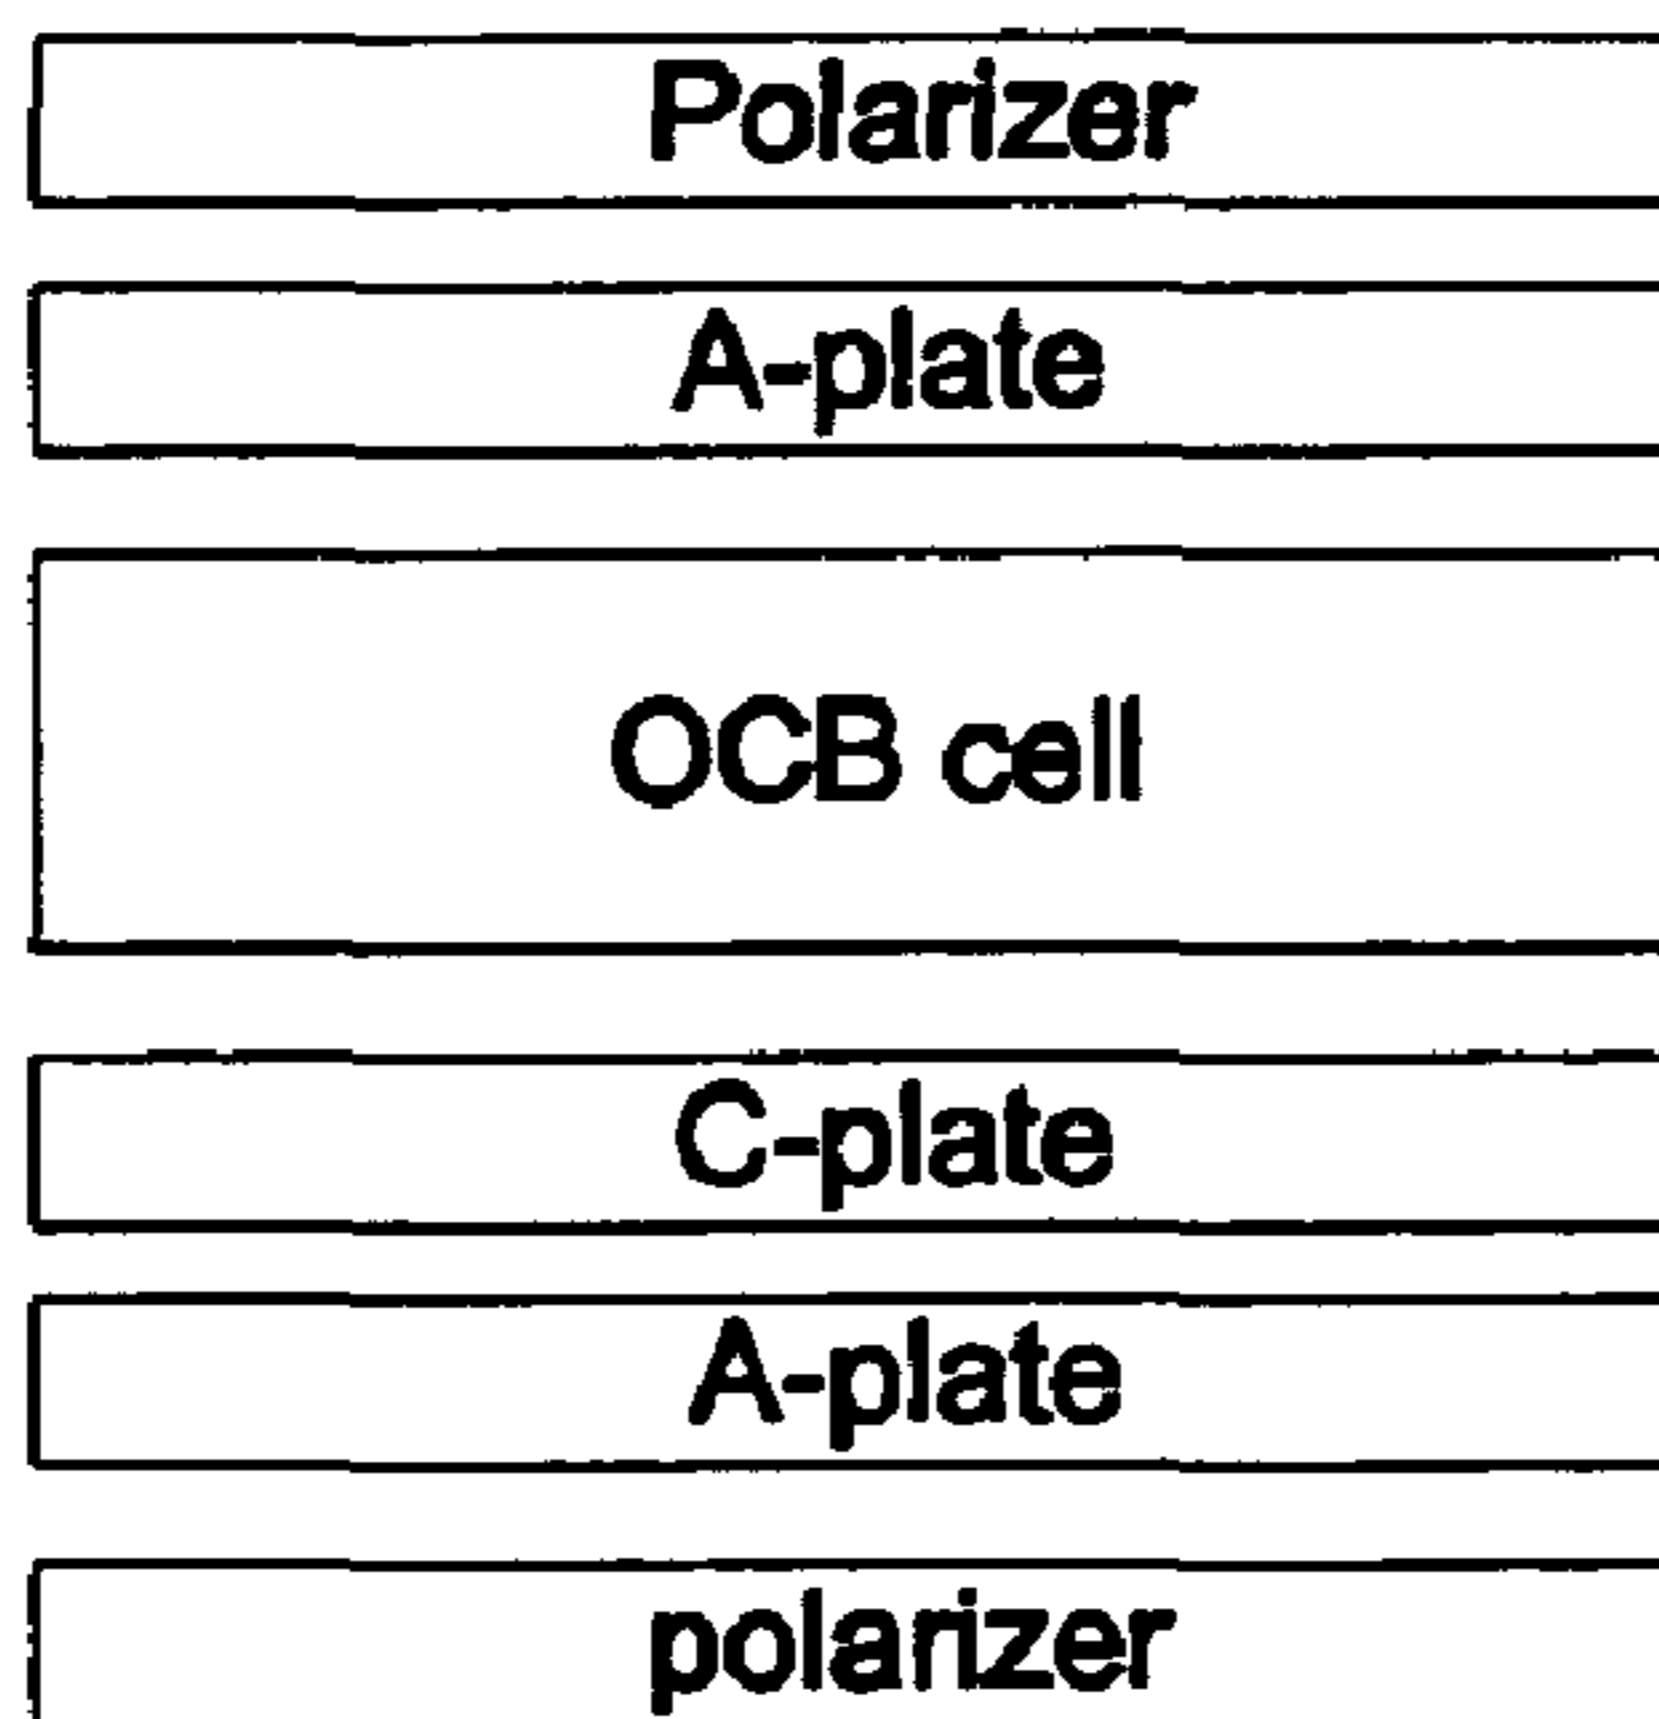 Polarizer
A-plate
OCB cell
C-plate
A-plate
polarizer